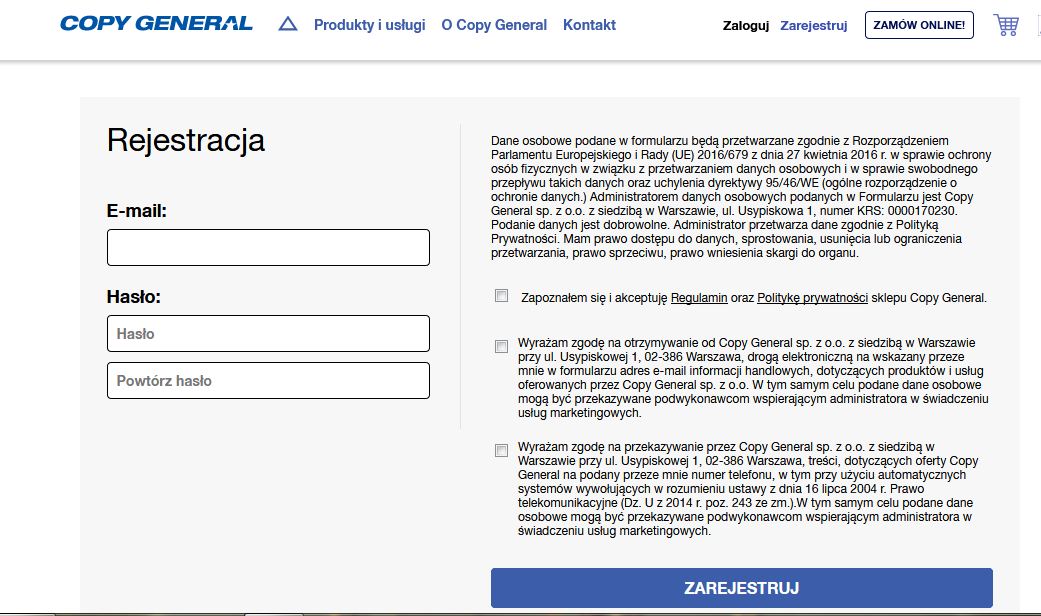 COPY GENERAL Produkty i usługi O Copy General Kontakt Zaloguj Zarejestruj ZAMÓW ONLINE!
Rejestracja
E-mail:
Hasło:
Hasło
Powtórz hasło
Dane osobowe podane w formularzu będą przetwarzane zgodnie z Rozporządzeniem
Parlamentu Europejskiego i Rady (UE) 2016/679 z dnia 27 kwietnia 2016 r. w sprawie ochrony
osób fizycznych w związku z przetwarzaniem danych osobowych i w sprawie swobodnego
przepływu takich danych oraz uchylenia dyrektywy 95/46/WE (ogólne rozporządzenie o
ochronie danych.) Administratorem danych osobowych podanych w Formularzu jest Copy
General sp. z o.o. z siedzibą w Warszawie, ul. Usypiskowa 1, numer KRS: 0000170230.
Podanie danych jest dobrowolne. Administrator przetwarza dane zgodnie z Polityką
Prywatności. Mam prawo dostępu do danych, sprostowania, usunięcia lub ograniczenia
przetwarzania, prawo sprzeciwu, prawo wniesienia skargi do organu.
Zapoznałem się i akceptuję Regulamin oraz Politykę prywatności sklepu Copy General.
Wyrażam zgodę na otrzymywanie od Copy General sp. z o.o. z siedzibą w Warszawie
przy ul. Usypiskowej 1, 02-386 Warszawa, drogą elektroniczną na wskazany przeze
mnie w formularzu adres e-mail informacji handlowych, dotyczących produktów i usług
oferowanych przez Copy General sp. z o.o. W tym samym celu podane dane osobowe
mogą być przekazywane podwykonawcom wspierającym administratora w świadczeniu
usług marketingowych.
Wyrażam zgodę na przekazywanie przez Copy General sp. z o.o. z siedzibą w
Warszawie przy ul. Usypiskowej 1, 02-386 Warszawa, treści, dotyczących oferty Copy
General na podany przeze mnie numer telefonu, w tym przy użyciu automatycznych
systemów wywołujących w rozumieniu ustawy z dnia 16 lipca 2004 r. Prawo
telekomunikacyjne (Dz. U z 2014 r. poz. 243 ze zm.).W tym samym celu podane dane
osobowe mogą być przekazywane podwykonawcom wspierającym administratora w
świadczeniu usług marketingowych.
ZAREJESTRUJ